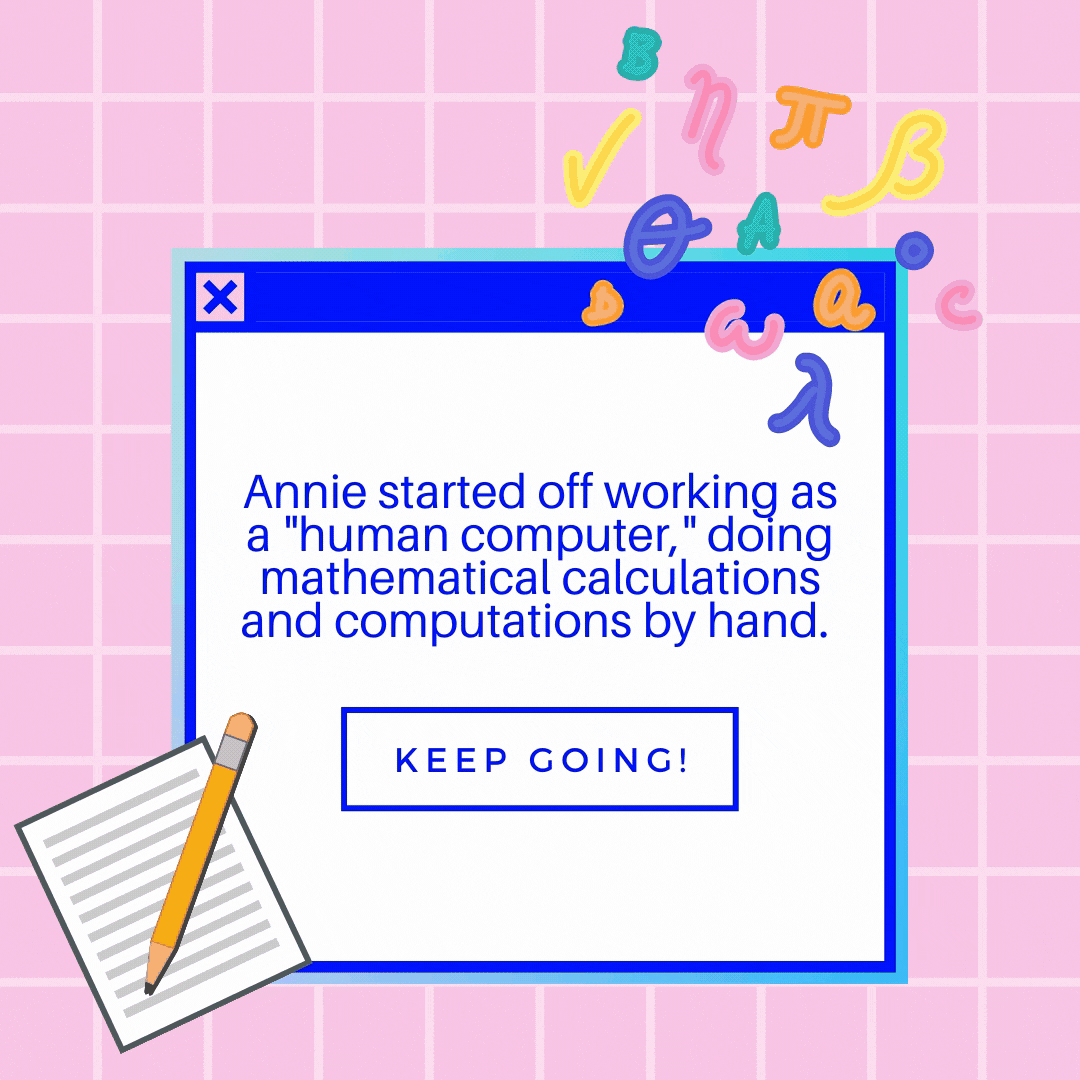 B η π β
✓ θ A
D ω a c
λ
Annie started off working as
a "human computer," doing
mathematical calculations
and computations by hand.
KEEP GOING!